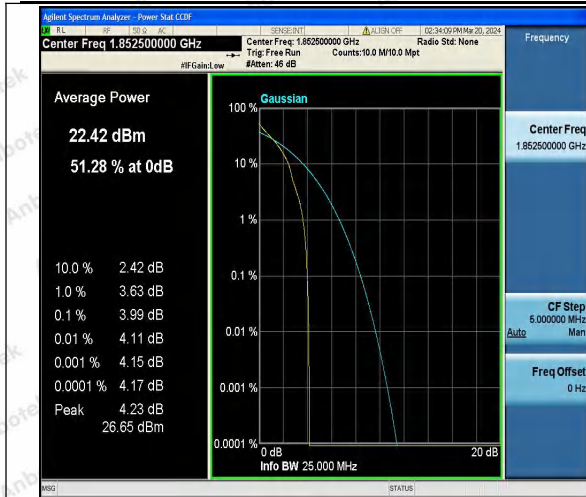 Agilent Spectrum Analyzer - Power Stat CCDF
RL RF 50 Ω AC SENSE:INT ALIGN OFF 02:34:09 PM Mar 20, 2024
Center Freq 1.852500000 GHz
Center Freq: 1.852500000 GHz Radio Std: None
Trig: Free Run Counts:10.0 M/10.0 Mpt
#IFGain:Low #Atten: 46 dB
Frequency
Average Power
22.42 dBm
51.28 % at 0dB
10.0 % 2.42 dB
1.0 % 3.63 dB
0.1 % 3.99 dB
0.01 % 4.11 dB
0.001 % 4.15 dB
0.0001 % 4.17 dB
Peak 4.23 dB
26.65 dBm
Gaussian
100 %
10 %
1 %
0.1 %
0.01 %
0.001 %
0.0001 %
0 dB 20 dB
Info BW 25.000 MHz
Center Freq
1.852500000 GHz
CF Step
5.000000 MHz
Auto Man
Freq Offset
0 Hz
MSG STATUS